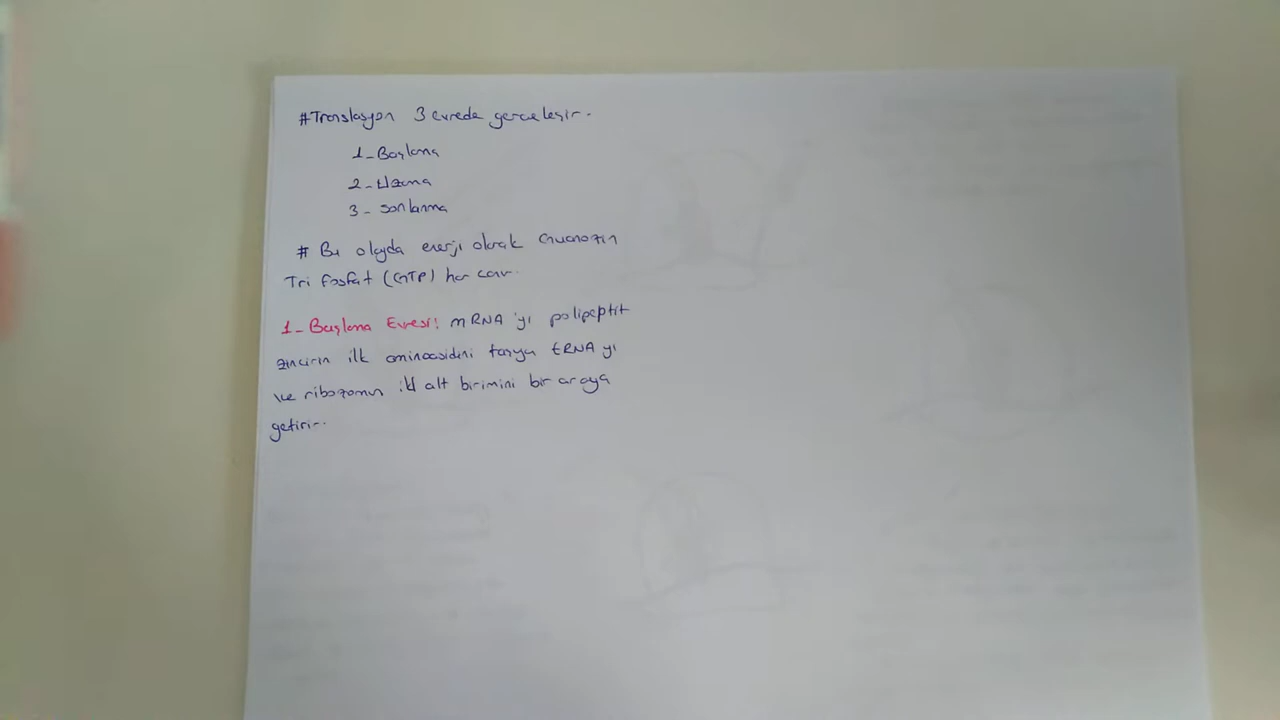 #Translasyon 3 evrede gerceleşir.
1-Başlama
2-Uzama
3- Sonlanma
# Bu olayda enerji olarak Guanozin
Tri fosfat (GTP) harcanır.
1- Başlama Evresi: mRNA'yı polipeptit
zincirin ilk aminoasidini taşıyan tRNA yı
ve ribozomun iki alt birimini bir araya
getirir.